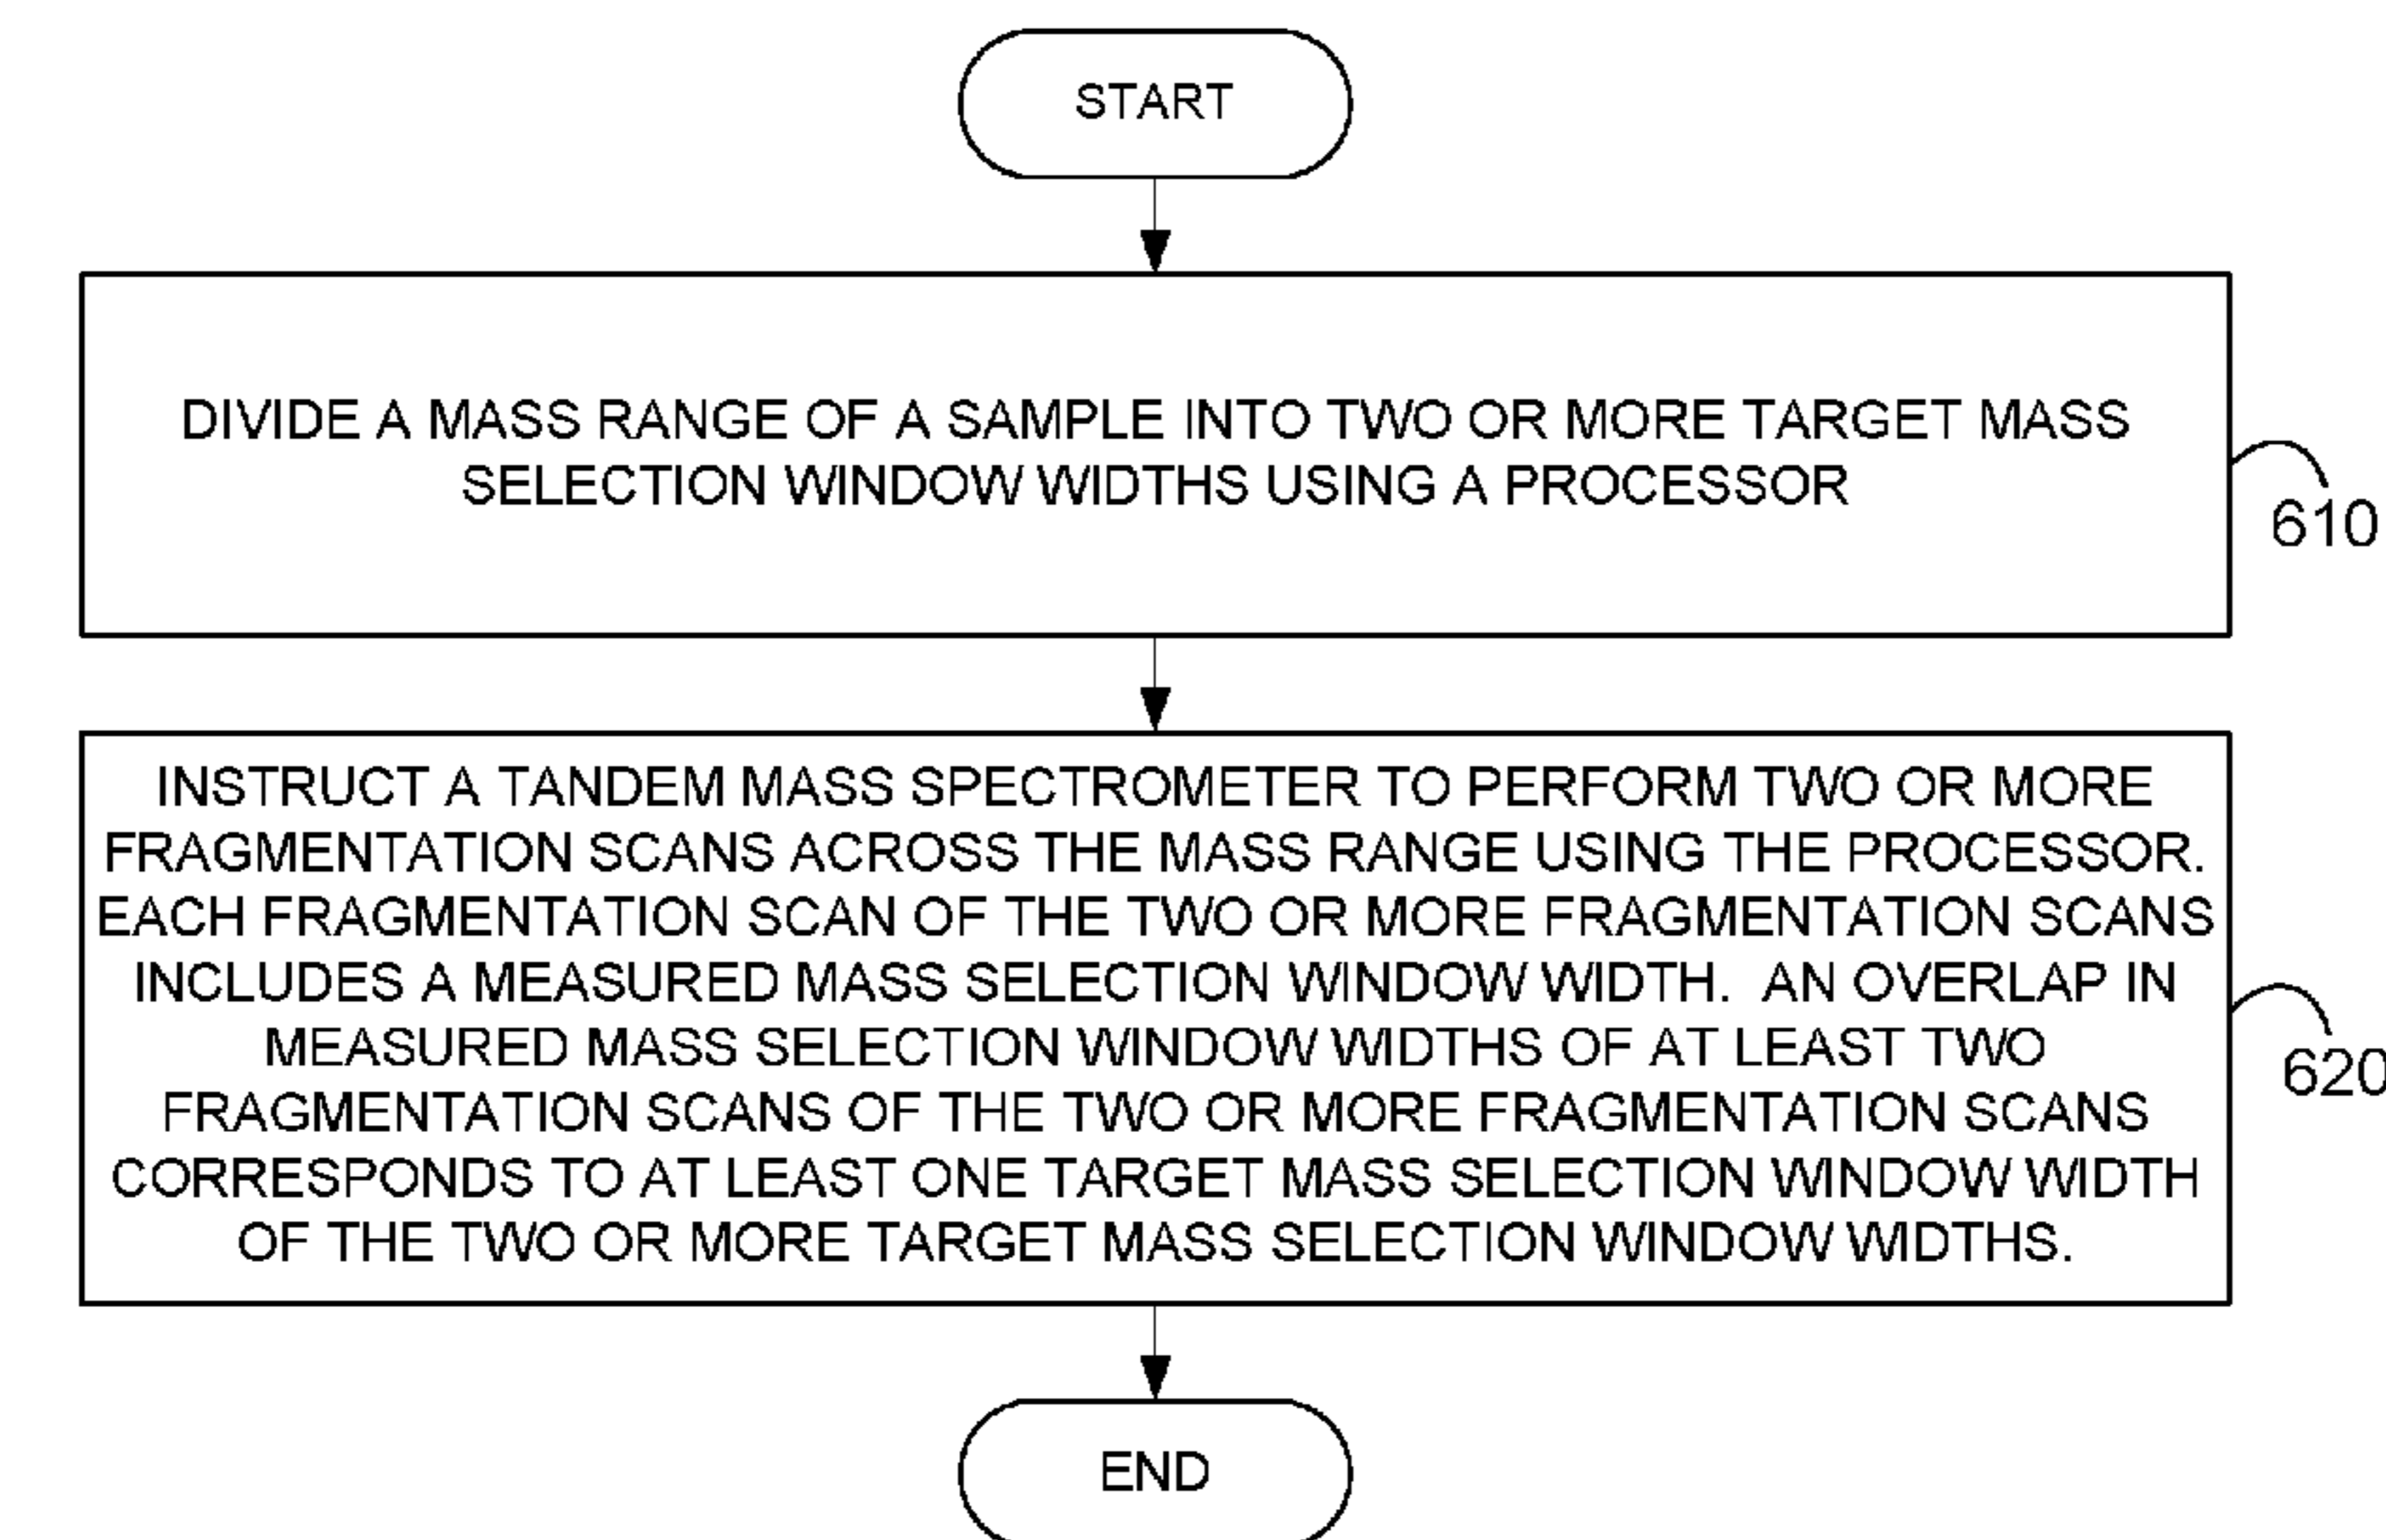 START
DIVIDE A MASS RANGE OF A SAMPLE INTO TWO OR MORE TARGET MASS
SELECTION WINDOW WIDTHS USING A PROCESSOR
610
INSTRUCT A TANDEM MASS SPECTROMETER TO PERFORM TWO OR MORE
FRAGMENTATION SCANS ACROSS THE MASS RANGE USING THE PROCESSOR.
EACH FRAGMENTATION SCAN OF THE TWO OR MORE FRAGMENTATION SCANS
INCLUDES A MEASURED MASS SELECTION WINDOW WIDTH. AN OVERLAP IN
MEASURED MASS SELECTION WINDOW WIDTHS OF AT LEAST TWO
FRAGMENTATION SCANS OF THE TWO OR MORE FRAGMENTATION SCANS
CORRESPONDS TO AT LEAST ONE TARGET MASS SELECTION WINDOW WIDTH
OF THE TWO OR MORE TARGET MASS SELECTION WINDOW WIDTHS.
620
END